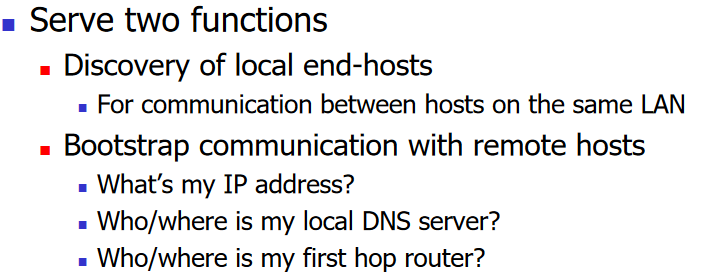 Serve two functions
Discovery of local end-hosts
For communication between hosts on the same LAN
Bootstrap communication with remote hosts
What's my IP address?
Who/where is my local DNS server?
Who/where is my first hop router?